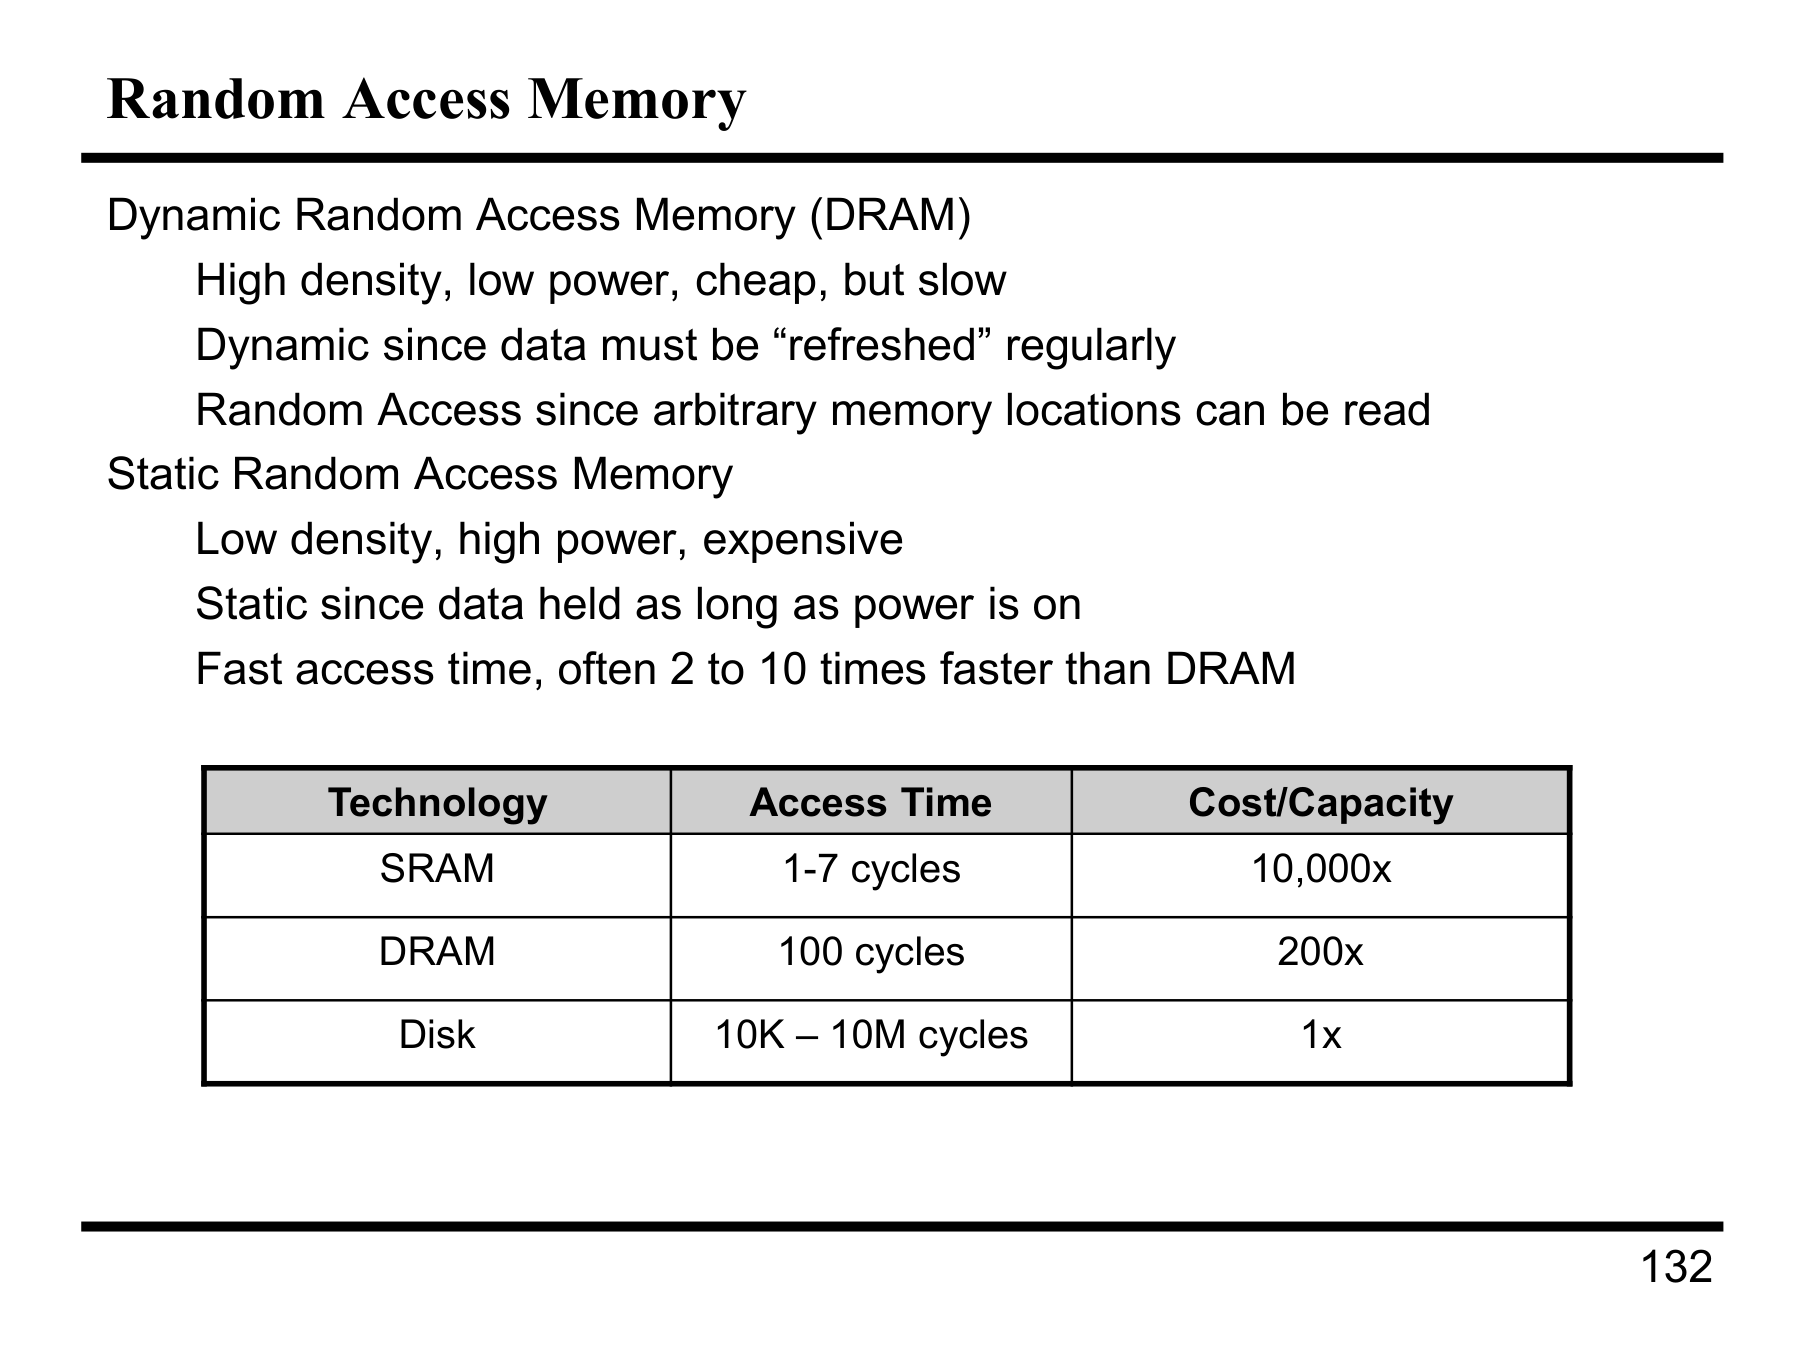 Random Access Memory
Dynamic Random Access Memory (DRAM)
High density, low power, cheap, but slow
Dynamic since data must be “refreshed” regularly
Random Access since arbitrary memory locations can be read
Static Random Access Memory
Low density, high power, expensive
Static since data held as long as power is on
Fast access time, often 2 to 10 times faster than DRAM
Technology Access Time Cost/Capacity
SRAM 1-7 cycles 10,000x
DRAM 100 cycles 200x
Disk 10K – 10M cycles 1x
132